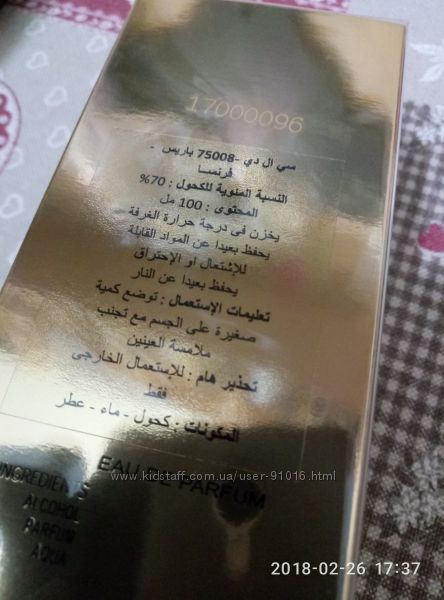 17000096
سي ال دي -75008 باريس -
فرنسا
النسبة المئوية للكحول : 70%
المحتوى : 100 مل
يخزن فى درجة حرارة الغرفة
يحفظ بعيدا عن المواد القابلة
للإشتعال او الإحتراق
يحفظ بعيدا عن النار
تعليمات الإستعمال : توضع كمية
صغيرة على الجسم مع تجنب
ملامسة العينين
تحذير هام : للإستعمال الخارجى
فقط
المكونات : كحول - ماء - عطر
EAU DE PARFUM
INGREDIENTS
ALCOHOL
PARFUM
AQUA
www.kidstaff.com.ua/user-91016.html
2018-02-26 17:37